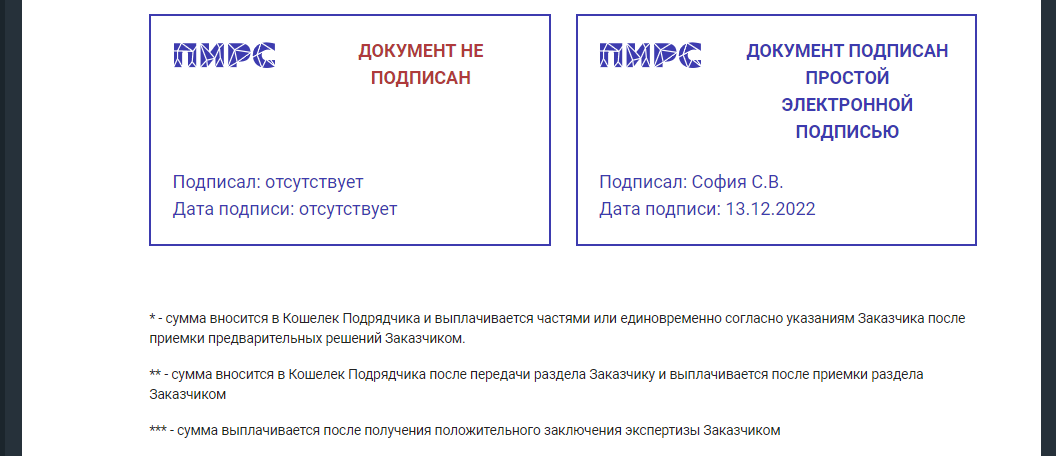 ПИРС
ДОКУМЕНТ НЕ
ПОДПИСАН
Подписал: отсутствует
Дата подписи: отсутствует
ПИРС
ДОКУМЕНТ ПОДПИСАН
ПРОСТОЙ
ЭЛЕКТРОННОЙ
ПОДПИСЬЮ
Подписал: София С.В.
Дата подписи: 13.12.2022
* - сумма вносится в Кошелек Подрядчика и выплачивается частями или единовременно согласно указаниям Заказчика после
приемки предварительных решений Заказчиком.
** - сумма вносится в Кошелек Подрядчика после передачи раздела Заказчику и выплачивается после приемки раздела
Заказчиком
*** - сумма выплачивается после получения положительного заключения экспертизы Заказчиком